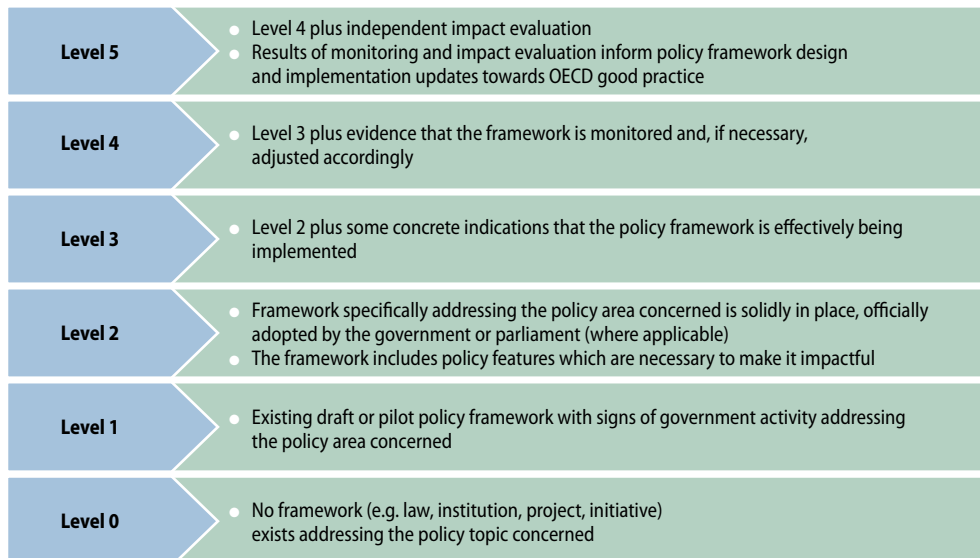 Level 5
● Level 4 plus independent impact evaluation
● Results of monitoring and impact evaluation inform policy framework design
and implementation updates towards OECD good practice
Level 4
● Level 3 plus evidence that the framework is monitored and, if necessary,
adjusted accordingly
Level 3
● Level 2 plus some concrete indications that the policy framework is effectively being
implemented
Level 2
● Framework specifically addressing the policy area concerned is solidly in place, officially
adopted by the government or parliament (where applicable)
● The framework includes policy features which are necessary to make it impactful
Level 1
● Existing draft or pilot policy framework with signs of government activity addressing
the policy area concerned
Level 0
● No framework (e.g. law, institution, project, initiative)
exists addressing the policy topic concerned